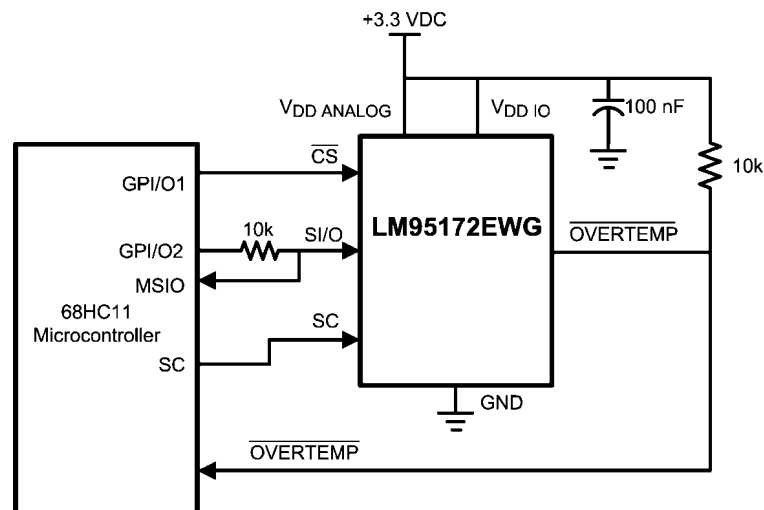 +3.3 VDC
VDD ANALOG
VDD IO
100 nF
10k
CS
GPI/O1
LM95172EWG
10k
SI/O
OVERTEMP
GPI/O2
MSIO
68HC11
Microcontroller
SC
SC
GND
OVERTEMP